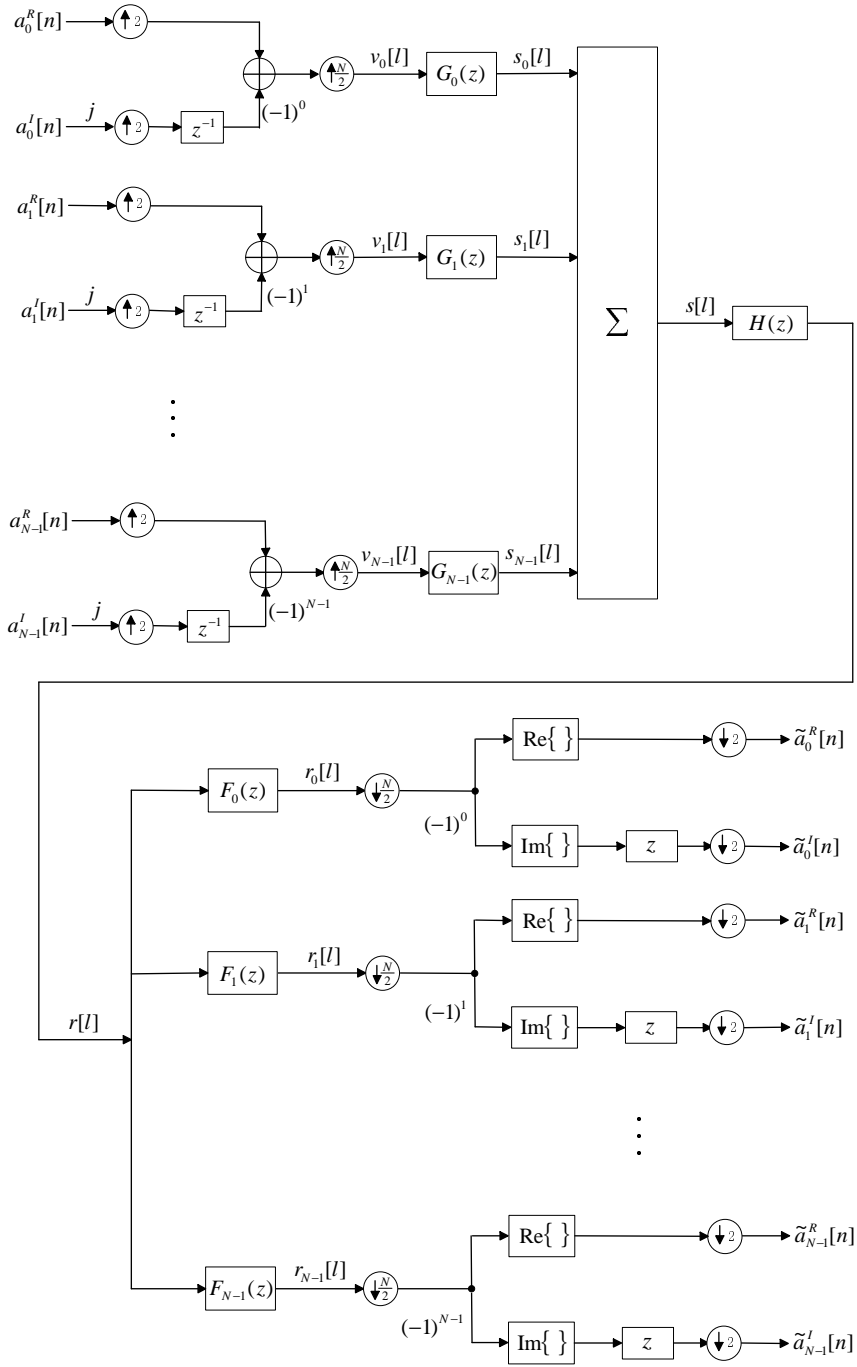 a_0^R[n] ↑2
v_0[l] s_0[l]
↑N/2 G_0(z)
a_0^I[n] j ↑2 z^{-1} (−1)^0
a_1^R[n] ↑2
v_1[l] s_1[l]
↑N/2 G_1(z)
a_1^I[n] j ↑2 z^{-1} (−1)^1
Σ s[l] H(z)
⋮
a_{N−1}^R[n] ↑2
v_{N−1}[l] s_{N−1}[l]
↑N/2 G_{N−1}(z)
a_{N−1}^I[n] j ↑2 z^{-1} (−1)^{N−1}
Re{ } ↓2 ã_0^R[n]
F_0(z) r_0[l] ↓N/2
(−1)^0 Im{ } z ↓2 ã_0^I[n]
Re{ } ↓2 ã_1^R[n]
F_1(z) r_1[l] ↓N/2
(−1)^1 Im{ } z ↓2 ã_1^I[n]
r[l]
⋮
Re{ } ↓2 ã_{N−1}^R[n]
F_{N−1}(z) r_{N−1}[l] ↓N/2
(−1)^{N−1} Im{ } z ↓2 ã_{N−1}^I[n]